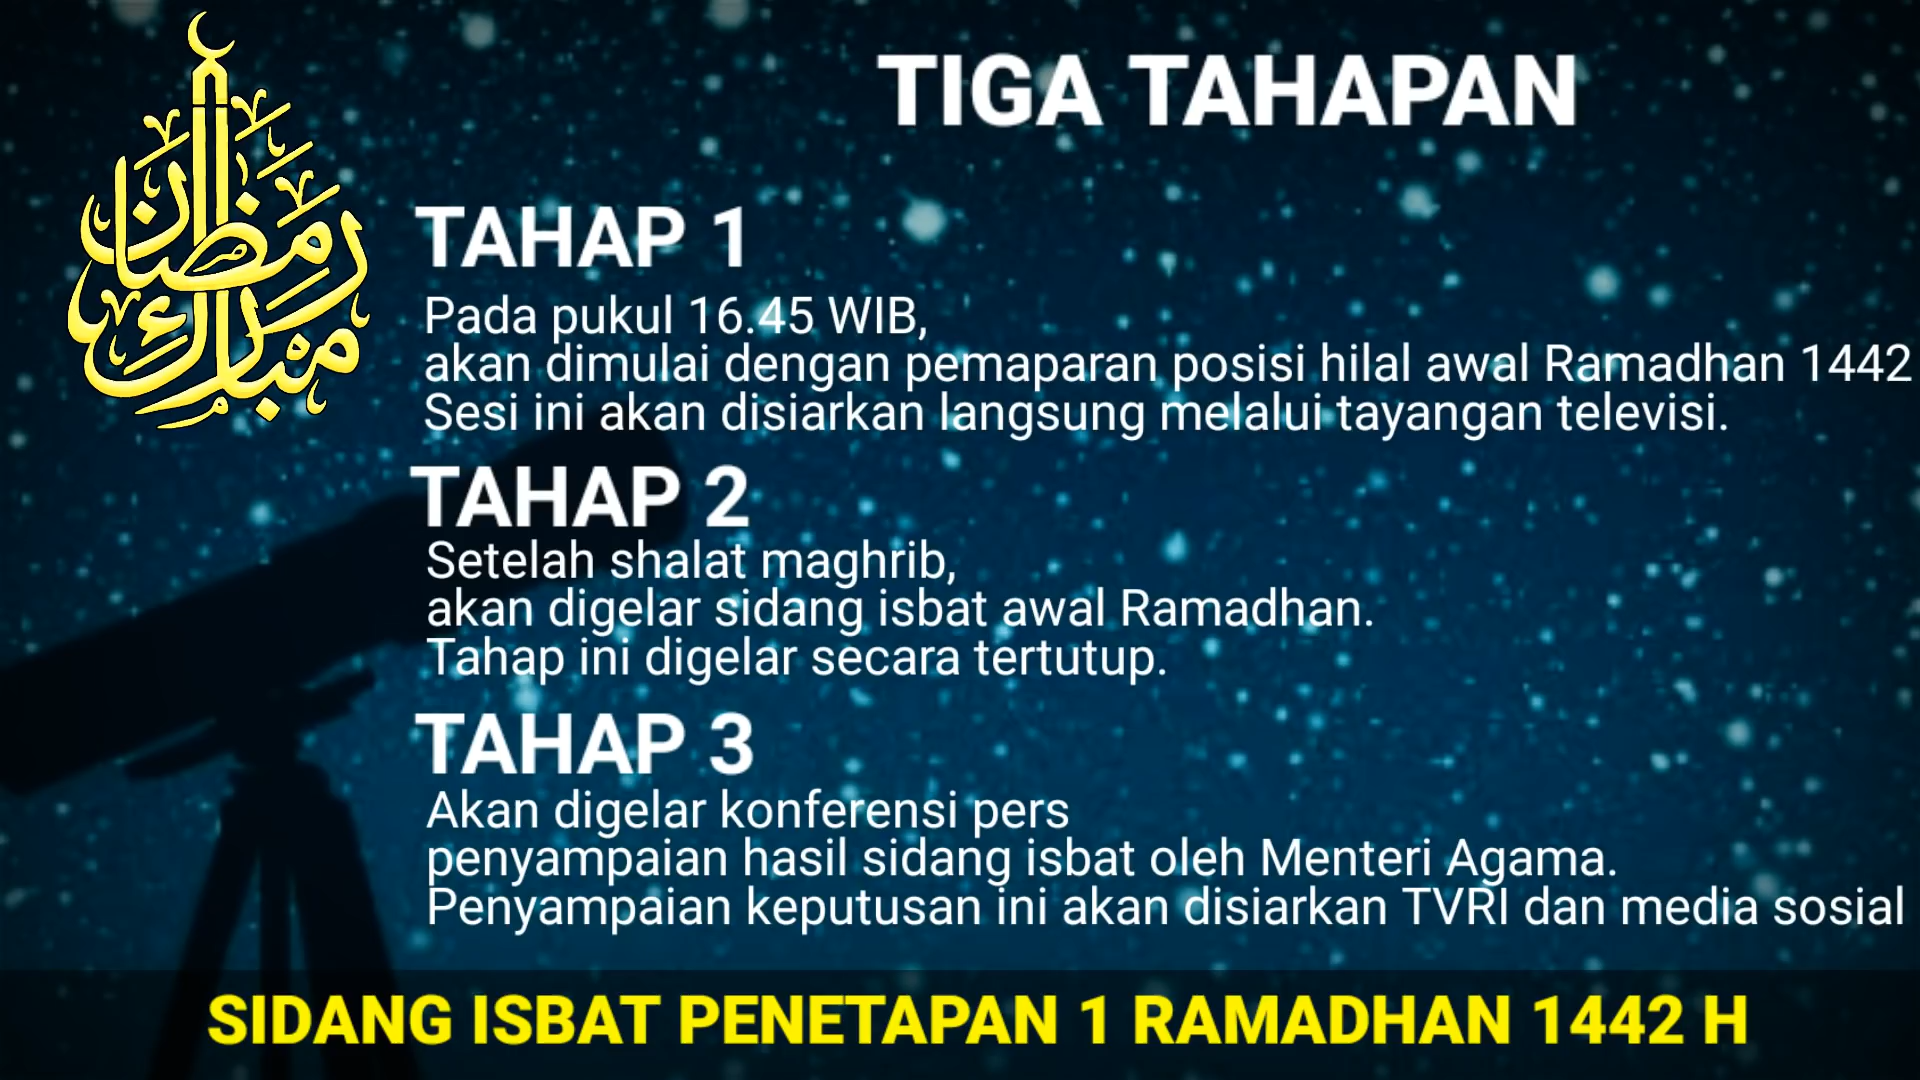 رمضان
مبارك
TIGA TAHAPAN
TAHAP 1
Pada pukul 16.45 WIB,
akan dimulai dengan pemaparan posisi hilal awal Ramadhan 1442
Sesi ini akan disiarkan langsung melalui tayangan televisi.
TAHAP 2
Setelah shalat maghrib,
akan digelar sidang isbat awal Ramadhan.
Tahap ini digelar secara tertutup.
TAHAP 3
Akan digelar konferensi pers
penyampaian hasil sidang isbat oleh Menteri Agama.
Penyampaian keputusan ini akan disiarkan TVRI dan media sosial
SIDANG ISBAT PENETAPAN 1 RAMADHAN 1442 H